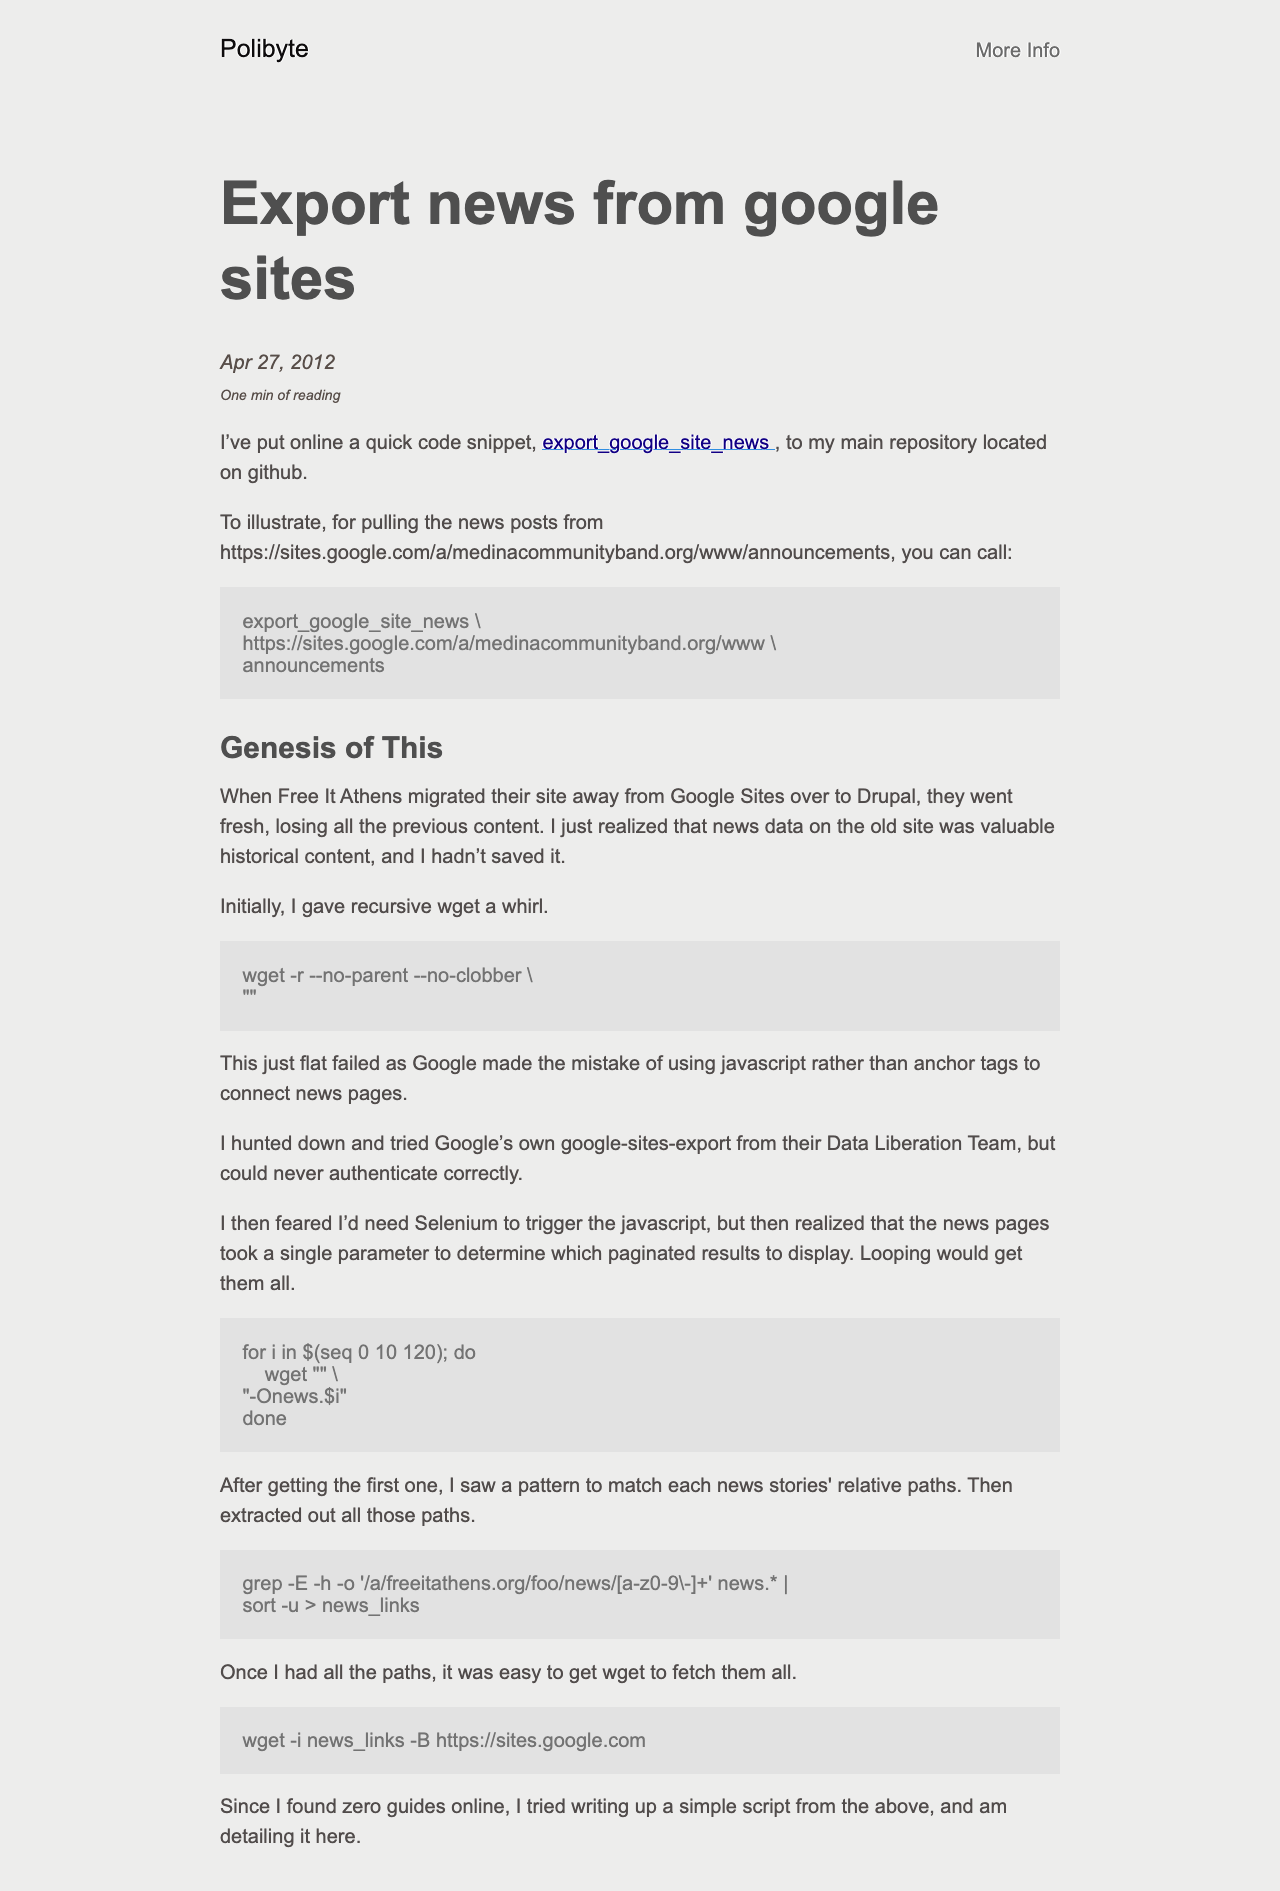 Polibyte
More Info
Export news from google
sites
Apr 27, 2012
One min of reading
I’ve put online a quick code snippet, export_google_site_news , to my main repository located
on github.
To illustrate, for pulling the news posts from
https://sites.google.com/a/medinacommunityband.org/www/announcements, you can call:
export_google_site_news \
https://sites.google.com/a/medinacommunityband.org/www \
announcements
Genesis of This
When Free It Athens migrated their site away from Google Sites over to Drupal, they went
fresh, losing all the previous content. I just realized that news data on the old site was valuable
historical content, and I hadn’t saved it.
Initially, I gave recursive wget a whirl.
wget -r --no-parent --no-clobber \
""
This just flat failed as Google made the mistake of using javascript rather than anchor tags to
connect news pages.
I hunted down and tried Google’s own google-sites-export from their Data Liberation Team, but
could never authenticate correctly.
I then feared I’d need Selenium to trigger the javascript, but then realized that the news pages
took a single parameter to determine which paginated results to display. Looping would get
them all.
for i in $(seq 0 10 120); do
    wget "" \
"-Onews.$i"
done
After getting the first one, I saw a pattern to match each news stories' relative paths. Then
extracted out all those paths.
grep -E -h -o '/a/freeitathens.org/foo/news/[a-z0-9\-]+' news.* |
sort -u > news_links
Once I had all the paths, it was easy to get wget to fetch them all.
wget -i news_links -B https://sites.google.com
Since I found zero guides online, I tried writing up a simple script from the above, and am
detailing it here.